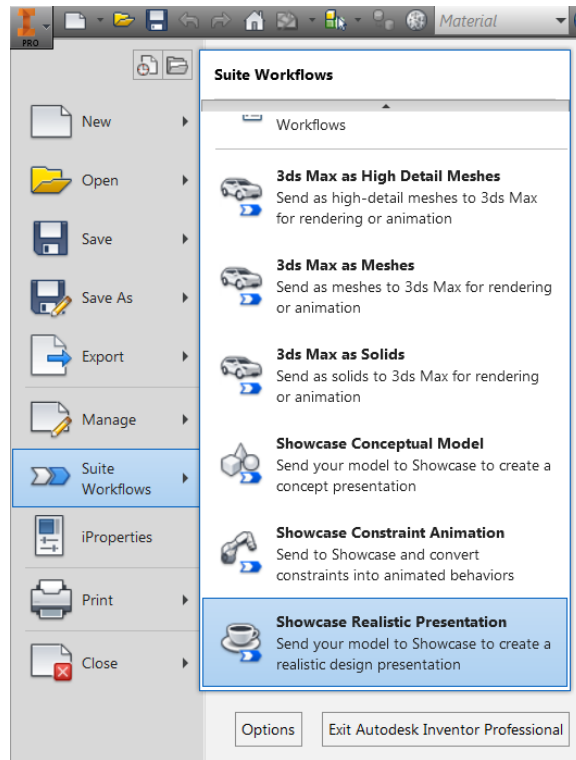 Material
PRO
Suite Workflows
New
Open
Save
Save As
Export
Manage
Suite
Workflows
iProperties
Print
Close
Workflows
3ds Max as High Detail Meshes
Send as high-detail meshes to 3ds Max
for rendering or animation
3ds Max as Meshes
Send as meshes to 3ds Max for rendering
or animation
3ds Max as Solids
Send as solids to 3ds Max for rendering
or animation
Showcase Conceptual Model
Send your model to Showcase to create a
concept presentation
Showcase Constraint Animation
Send to Showcase and convert
constraints into animated behaviors
Showcase Realistic Presentation
Send your model to Showcase to create a
realistic design presentation
Options
Exit Autodesk Inventor Professional